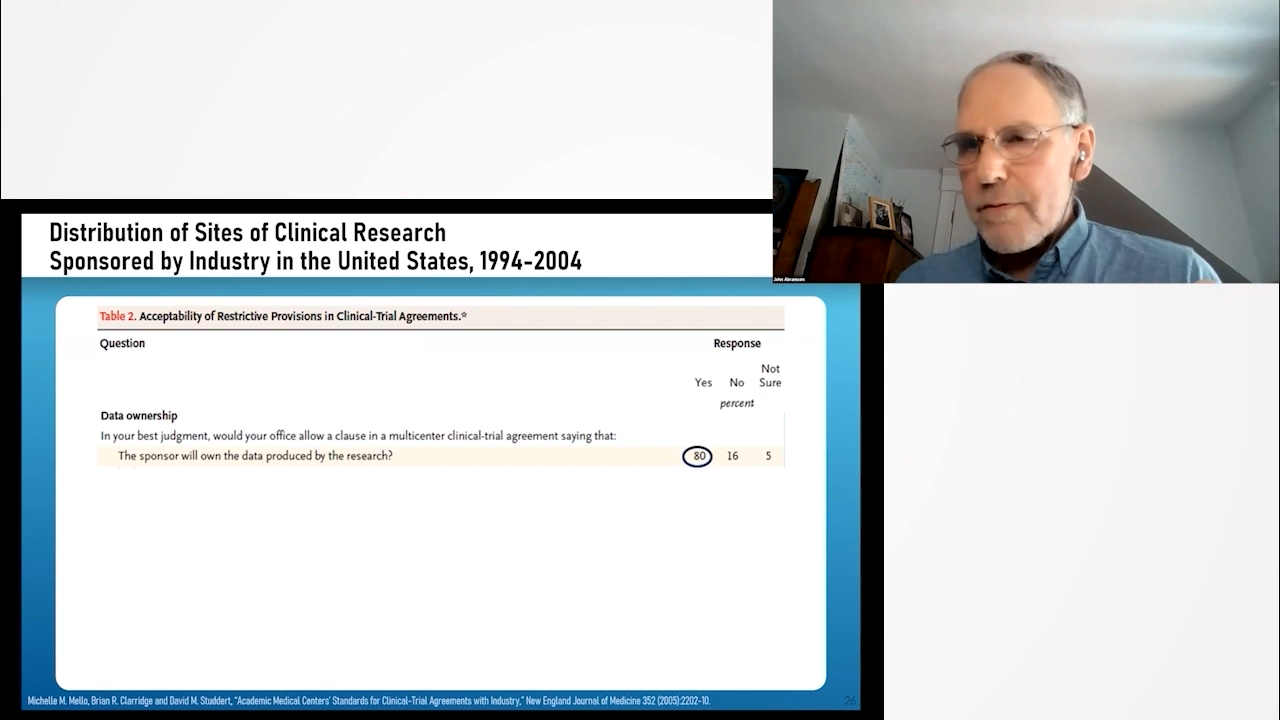 Distribution of Sites of Clinical Research
Sponsored by Industry in the United States, 1994-2004
John Abramson
Table 2. Acceptability of Restrictive Provisions in Clinical-Trial Agreements.*
Question Response
Yes No Not Sure
percent
Data ownership
In your best judgment, would your office allow a clause in a multicenter clinical-trial agreement saying that:
The sponsor will own the data produced by the research? 80 16 5
Michelle M. Mello, Brian R. Clarridge and David M. Studdert, "Academic Medical Centers' Standards for Clinical-Trial Agreements with Industry," New England Journal of Medicine 352 (2005):2202-10.
26